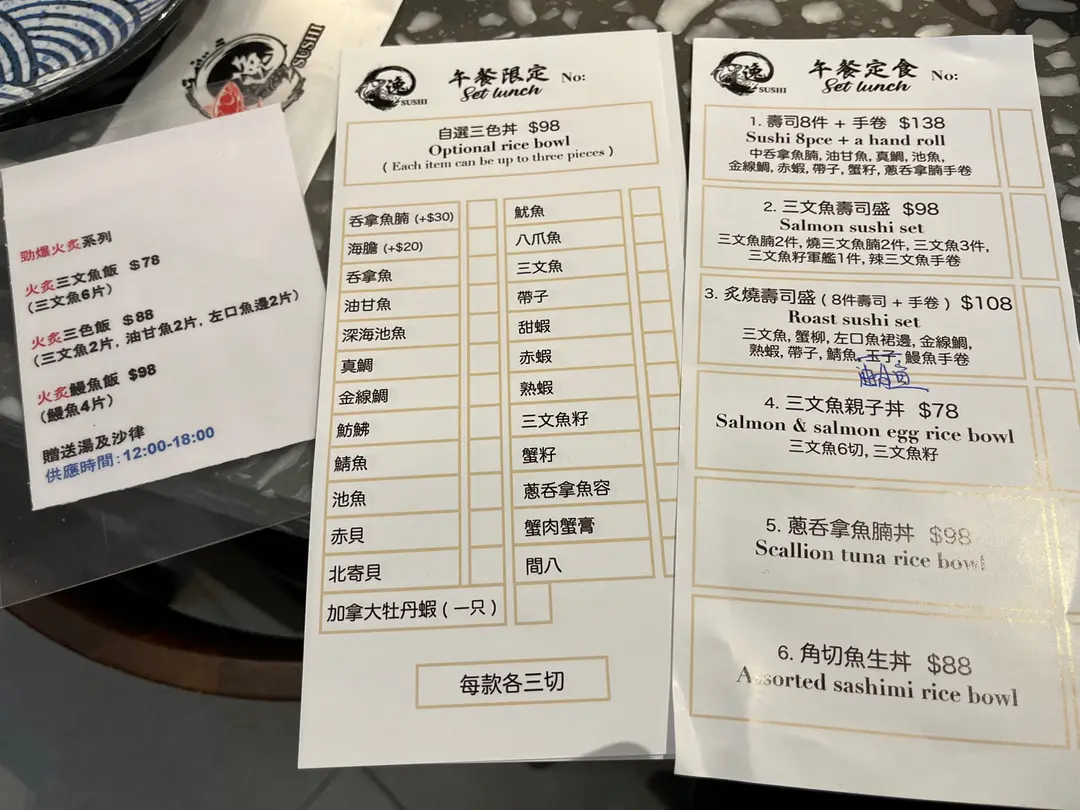 逸
SUSHI
勁爆火炙系列
火炙三文魚飯 $78
(三文魚6片)
火炙三色飯 $88
(三文魚2片, 油甘魚2片, 左口魚邊2片)
火炙鰻魚飯 $98
(鰻魚4片)
贈送湯及沙律
供應時間：12:00-18:00
逸
SUSHI
午餐限定 No:
Set lunch
自選三色丼 $98
Optional rice bowl
( Each item can be up to three pieces )
吞拿魚腩 (+$30)
海膽 (+$20)
吞拿魚
油甘魚
深海池魚
真鯛
金線鯛
魴鮄
鯖魚
池魚
赤貝
北寄貝
加拿大牡丹蝦 ( 一只 )
魷魚
八爪魚
三文魚
帶子
甜蝦
赤蝦
熟蝦
三文魚籽
蟹籽
蔥吞拿魚容
蟹肉蟹膏
間八
每款各三切
逸
SUSHI
午餐定食 No:
Set lunch
1. 壽司8件 + 手卷 $138
Sushi 8pce + a hand roll
中吞拿魚腩, 油甘魚, 真鯛, 池魚,
金線鯛, 赤蝦, 帶子, 蟹籽, 蔥吞拿腩手卷
2. 三文魚壽司盛 $98
Salmon sushi set
三文魚腩2件, 燒三文魚腩2件, 三文魚3件,
三文魚籽軍艦1件, 辣三文魚手卷
3. 炙燒壽司盛 ( 8件壽司 + 手卷 ) $108
Roast sushi set
三文魚, 蟹柳, 左口魚裙邊, 金線鯛,
熟蝦, 帶子, 鯖魚, 玉子, 鰻魚手卷
油甘魚
4. 三文魚親子丼 $78
Salmon & salmon egg rice bowl
三文魚6切, 三文魚籽
5. 蔥吞拿魚腩丼 $98
Scallion tuna rice bowl
6. 角切魚生丼 $88
Assorted sashimi rice bowl